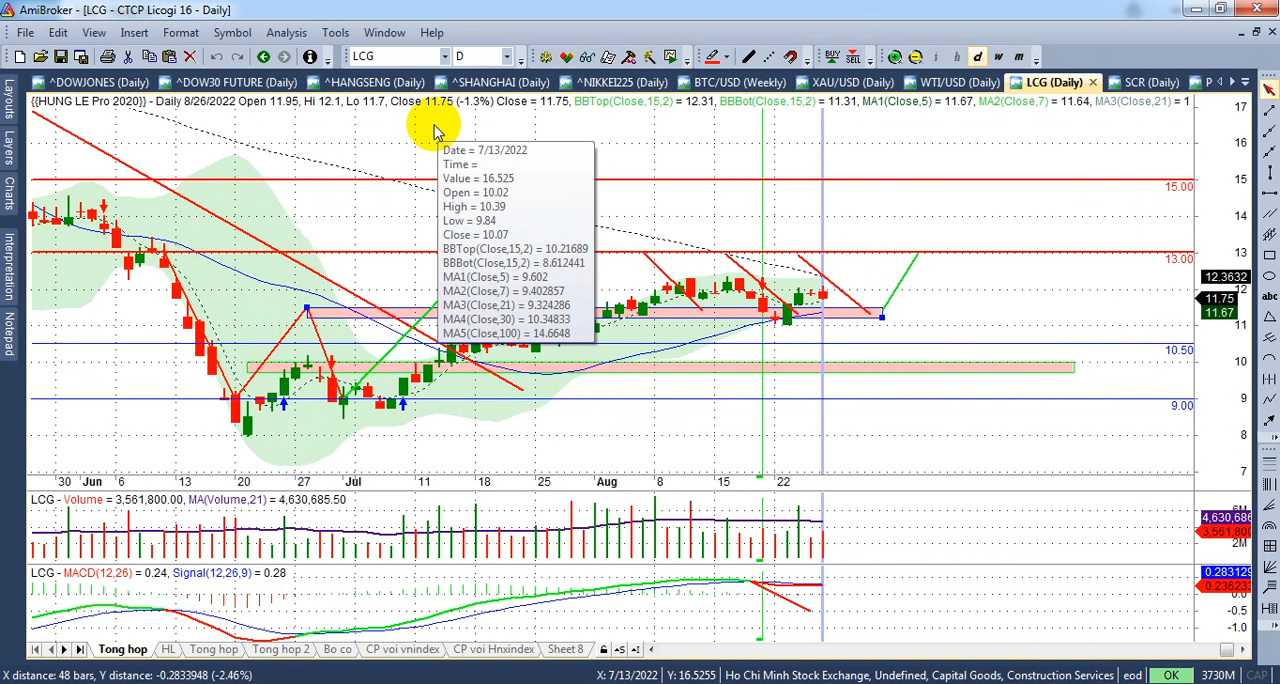 AmiBroker - [LCG - CTCP Licogi 16 - Daily]
File Edit View Insert Format Symbol Analysis Tools Window Help
LCG D BUY SELL i h d w m
^DOWJONES (Daily) ^DOW30 FUTURE (Daily) ^HANGSENG (Daily) ^SHANGHAI (Daily) ^NIKKEI225 (Daily) BTC/USD (Weekly) XAU/USD (Daily) WTI/USD (Daily) LCG (Daily) SCR (Daily) P
{{HUNG LE Pro 2020}} - Daily 8/26/2022 Open 11.95, Hi 12.1, Lo 11.7, Close 11.75 (-1.3%) Close = 11.75, BBTop(Close,15,2) = 12.31, BBBot(Close,15,2) = 11.31, MA1(Close,5) = 11.67, MA2(Close,7) = 11.64, MA3(Close,21) = 1
Layouts
Layers
Charts
Interpretation
Notepad
Date = 7/13/2022
Time =
Value = 16.525
Open = 10.02
High = 10.39
Low = 9.84
Close = 10.07
BBTop(Close,15,2) = 10.21689
BBBot(Close,15,2) = 8.612441
MA1(Close,5) = 9.602
MA2(Close,7) = 9.402857
MA3(Close,21) = 9.324286
MA4(Close,30) = 10.34833
MA5(Close,100) = 14.6648
17
16
15
15.00
14
13
13.00
12.3632
12
11.75
11.67
11
10.50
10
9
9.00
8
7
30 Jun 6 13 20 27 Jul 11 18 25 Aug 8 15 22
LCG - Volume = 3,561,800.00, MA(Volume,21) = 4,630,685.50
6M
4,630,686
3,561,800
2M
LCG - MACD(12,26) = 0.24, Signal(12,26,9) = 0.28
0.283129
0.236623
0.0
-0.5
-1.0
Tong hop HL Tong hop Tong hop 2 Bo co CP voi vnindex CP voi Hnxindex Sheet 8
X distance: 48 bars, Y distance: -0.2833948 (-2.46%) X: 7/13/2022 Y: 16.5255 Ho Chi Minh Stock Exchange, Undefined, Capital Goods, Construction Services eod OK 3730M CAP
abc